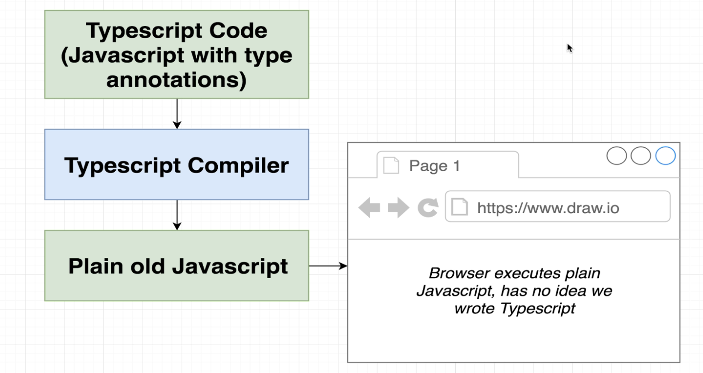 Typescript Code
(Javascript with type
annotations)
Typescript Compiler
Plain old Javascript
Page 1
https://www.draw.io
Browser executes plain
Javascript, has no idea we
wrote Typescript